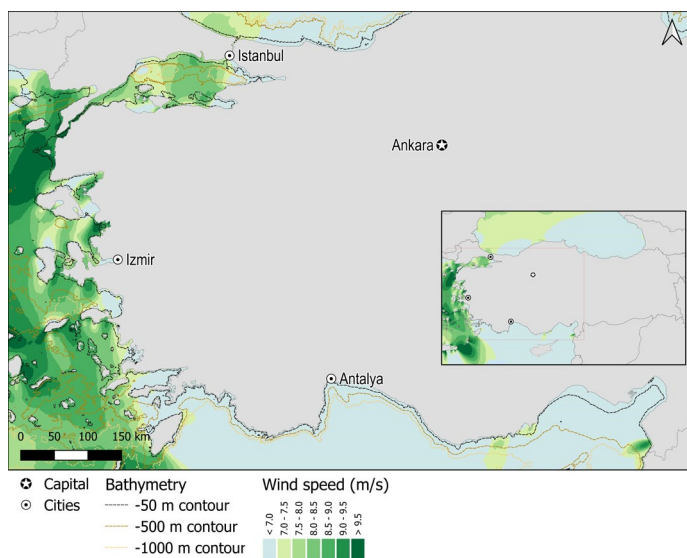 Istanbul
Ankara
Izmir
Antalya
0 50 100 150 km
Capital
Cities
Bathymetry
-50 m contour
-500 m contour
-1000 m contour
Wind speed (m/s)
< 7.0
7.0 - 7.5
7.5 - 8.0
8.0 - 8.5
8.5 - 9.0
9.0 - 9.5
> 9.5